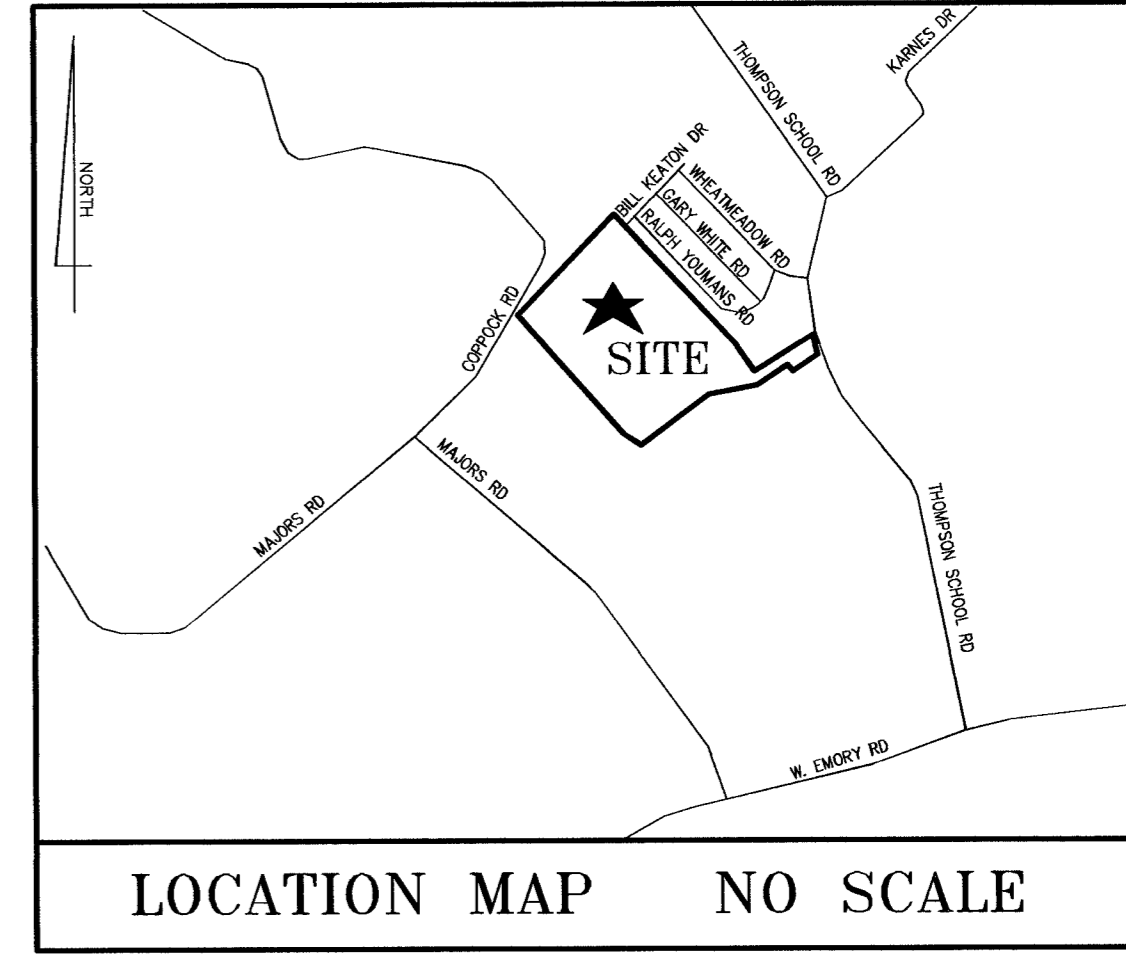 THOMPSON SCHOOL RD
KARNES DR
NORTH
BILL KEATON DR
WHEATMEADOW RD
GARY WHITE RD
RALPH YOUMANS RD
COPPOCK RD
SITE
MAJORS RD
MAJORS RD
THOMPSON SCHOOL RD
W. EMORY RD
LOCATION MAP NO SCALE